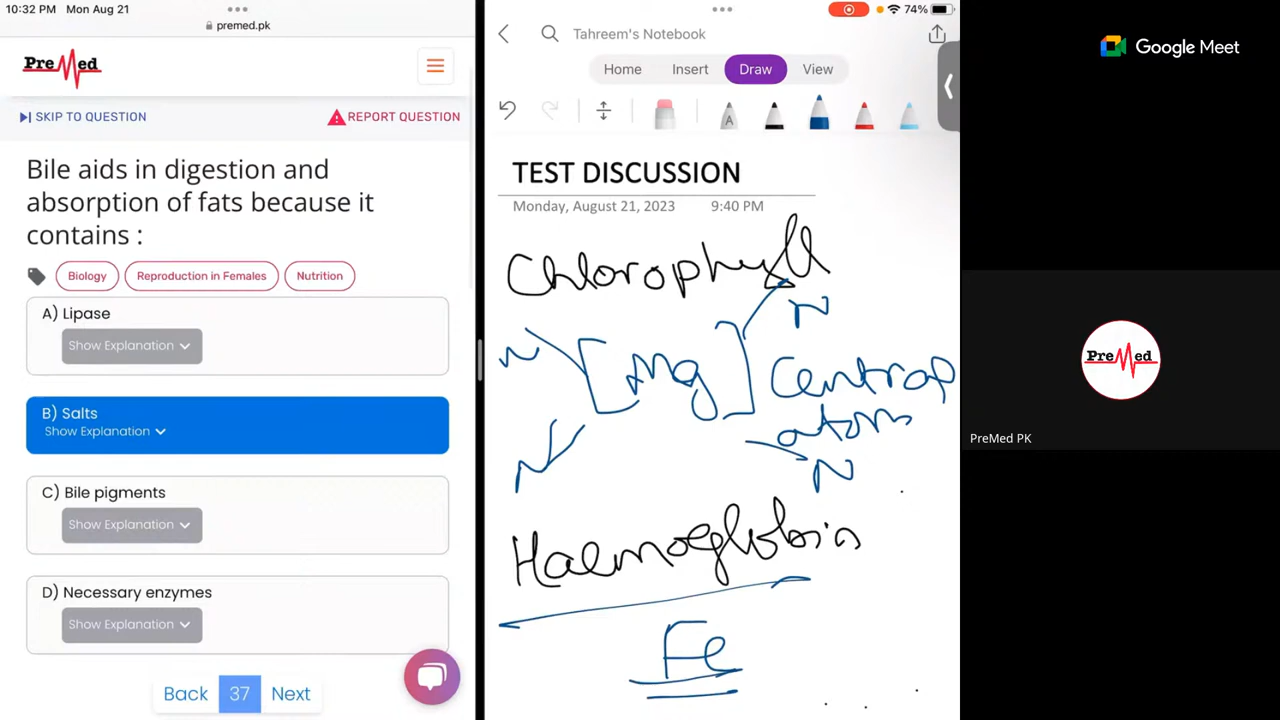 10:32 PM Mon Aug 21
premed.pk
PreMed
SKIP TO QUESTION
REPORT QUESTION
Bile aids in digestion and
absorption of fats because it
contains :
Biology
Reproduction in Females
Nutrition
A) Lipase
Show Explanation
B) Salts
Show Explanation
C) Bile pigments
Show Explanation
D) Necessary enzymes
Show Explanation
Back 37 Next
74%
Tahreem's Notebook
Home Insert Draw View
A
TEST DISCUSSION
Monday, August 21, 2023 9:40 PM
Chlorophyll
N
N [Mg] Central
atom
N N
Haemoglobin
Fe
Google Meet
PreMed
PreMed PK